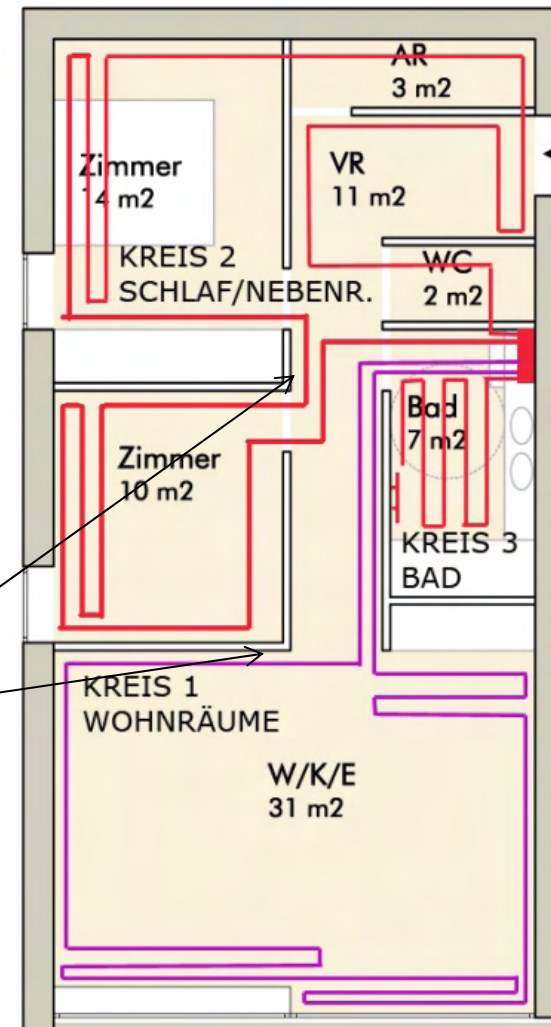 AR
3 m2
Zimmer
14 m2
VR
11 m2
KREIS 2
SCHLAF/NEBENR.
WC
2 m2
Bad
7 m2
Zimmer
10 m2
KREIS 3
BAD
KREIS 1
WOHNRÄUME
W/K/E
31 m2